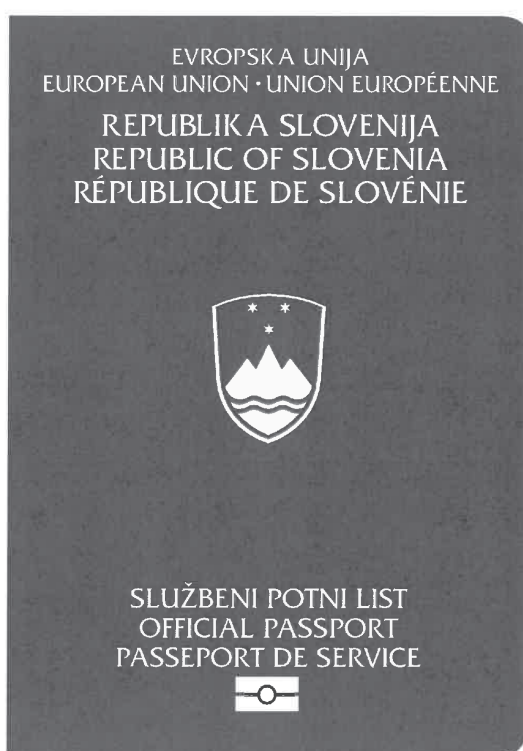 EVROPSKA UNIJA
EUROPEAN UNION · UNION EUROPÉENNE
REPUBLIKA SLOVENIJA
REPUBLIC OF SLOVENIA
RÉPUBLIQUE DE SLOVÉNIE
SLUŽBENI POTNI LIST
OFFICIAL PASSPORT
PASSEPORT DE SERVICE